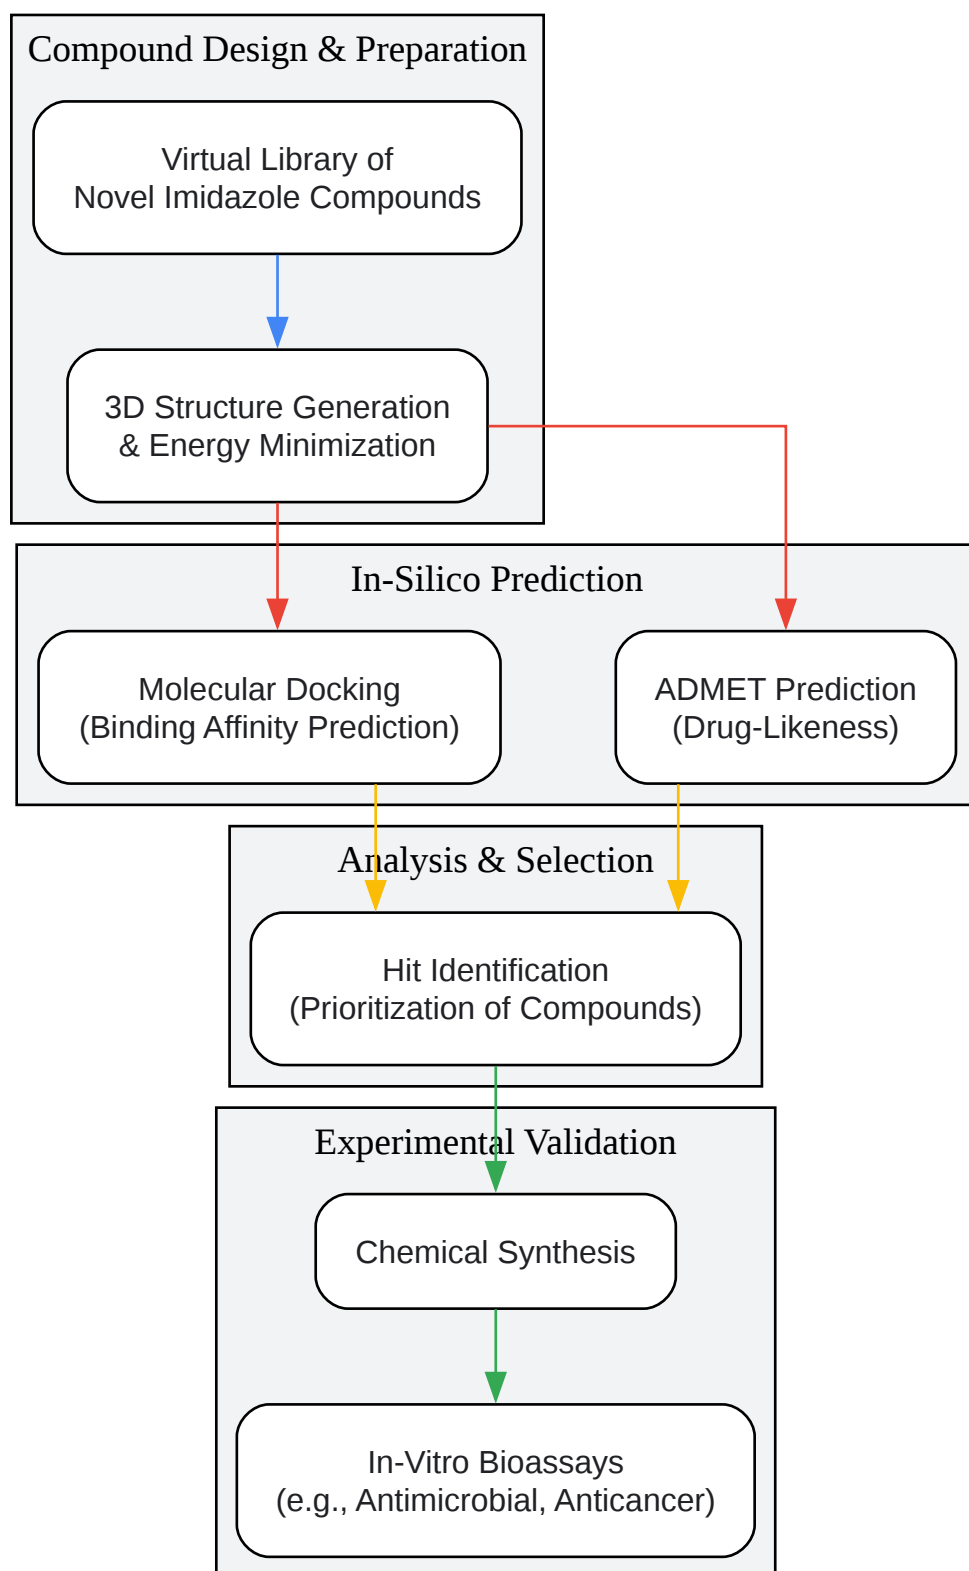 Compound Design & Preparation
Virtual Library of
Novel Imidazole Compounds
3D Structure Generation
& Energy Minimization
In-Silico Prediction
Molecular Docking
(Binding Affinity Prediction)
ADMET Prediction
(Drug-Likeness)
Analysis & Selection
Hit Identification
(Prioritization of Compounds)
Experimental Validation
Chemical Synthesis
In-Vitro Bioassays
(e.g., Antimicrobial, Anticancer)